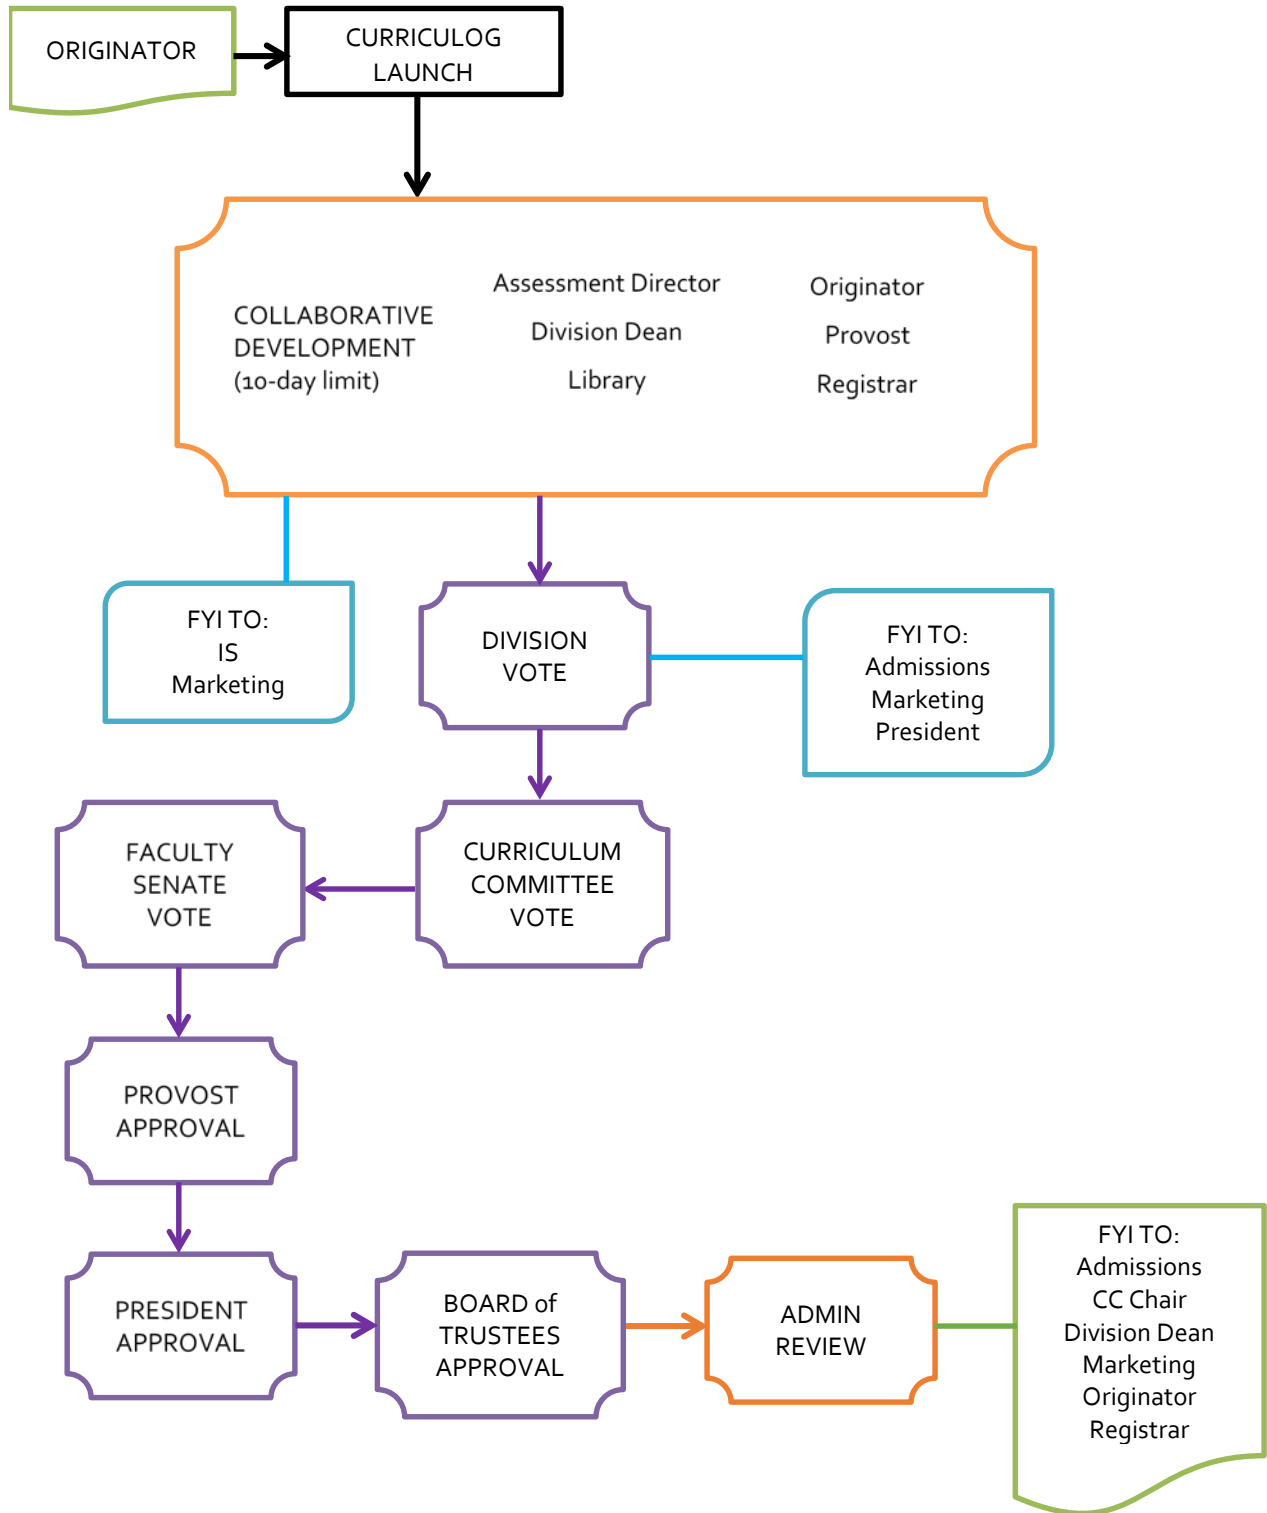 ORIGINATOR
CURRICULOG
LAUNCH
COLLABORATIVE
DEVELOPMENT
(10-day limit)
Assessment Director
Division Dean
Library
Originator
Provost
Registrar
FYI TO:
IS
Marketing
DIVISION
VOTE
FYI TO:
Admissions
Marketing
President
FACULTY
SENATE
VOTE
CURRICULUM
COMMITTEE
VOTE
PROVOST
APPROVAL
PRESIDENT
APPROVAL
BOARD of
TRUSTEES
APPROVAL
ADMIN
REVIEW
FYI TO:
Admissions
CC Chair
Division Dean
Marketing
Originator
Registrar